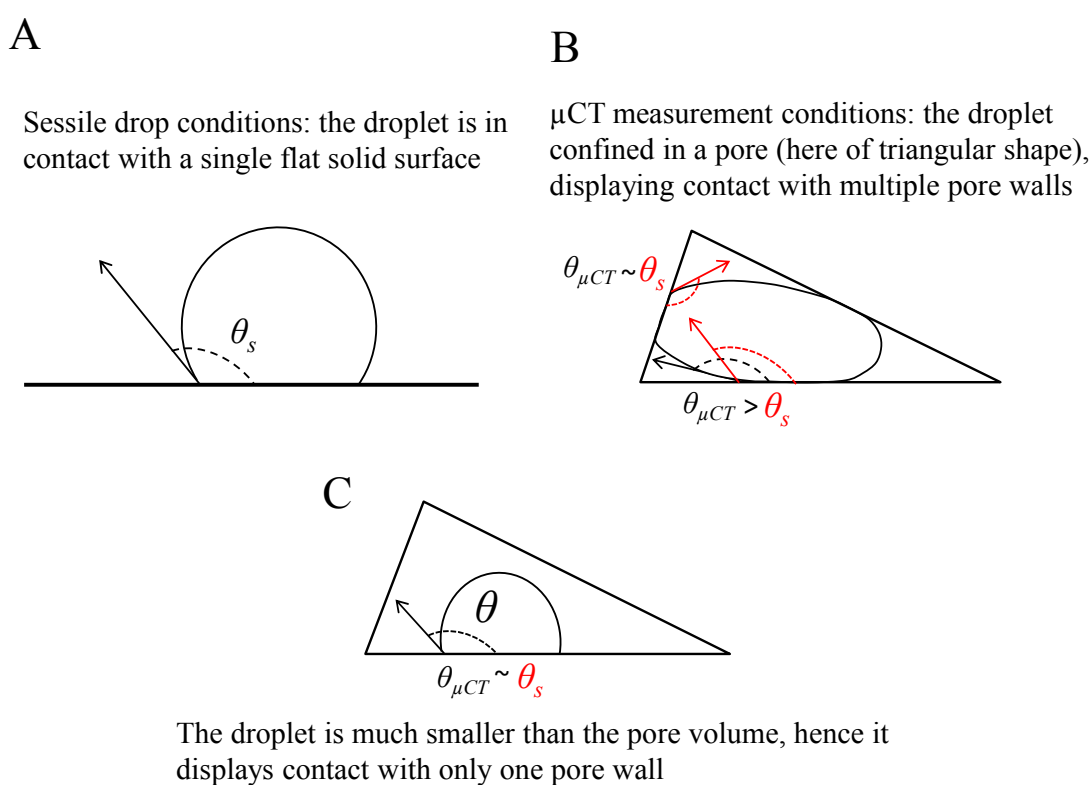 A
Sessile drop conditions: the droplet is in
contact with a single flat solid surface
θs
B
µCT measurement conditions: the droplet
confined in a pore (here of triangular shape),
displaying contact with multiple pore walls
θµCT ~ θs
θµCT > θs
C
θ
θµCT ~ θs
The droplet is much smaller than the pore volume, hence it
displays contact with only one pore wall